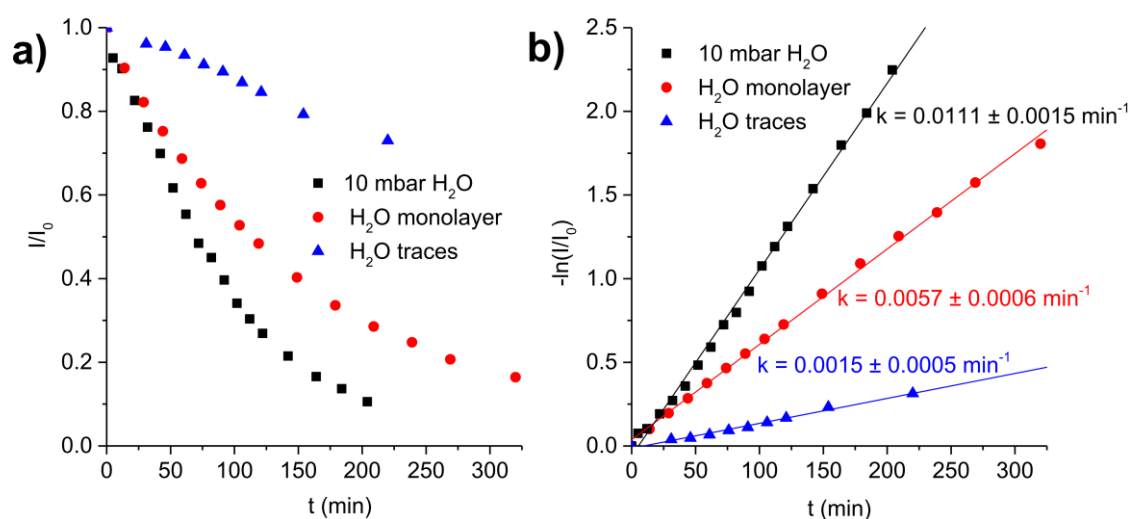 a)
I/I₀
1.0
0.8
0.6
0.4
0.2
0.0
10 mbar H₂O
H₂O monolayer
H₂O traces
0 50 100 150 200 250 300
t (min)
b)
-ln(I/I₀)
-2.5
2.0
1.5
1.0
0.5
0.0
10 mbar H₂O
H₂O monolayer
H₂O traces
k = 0.0111 ± 0.0015 min⁻¹
k = 0.0057 ± 0.0006 min⁻¹
k = 0.0015 ± 0.0005 min⁻¹
0 50 100 150 200 250 300
t (min)